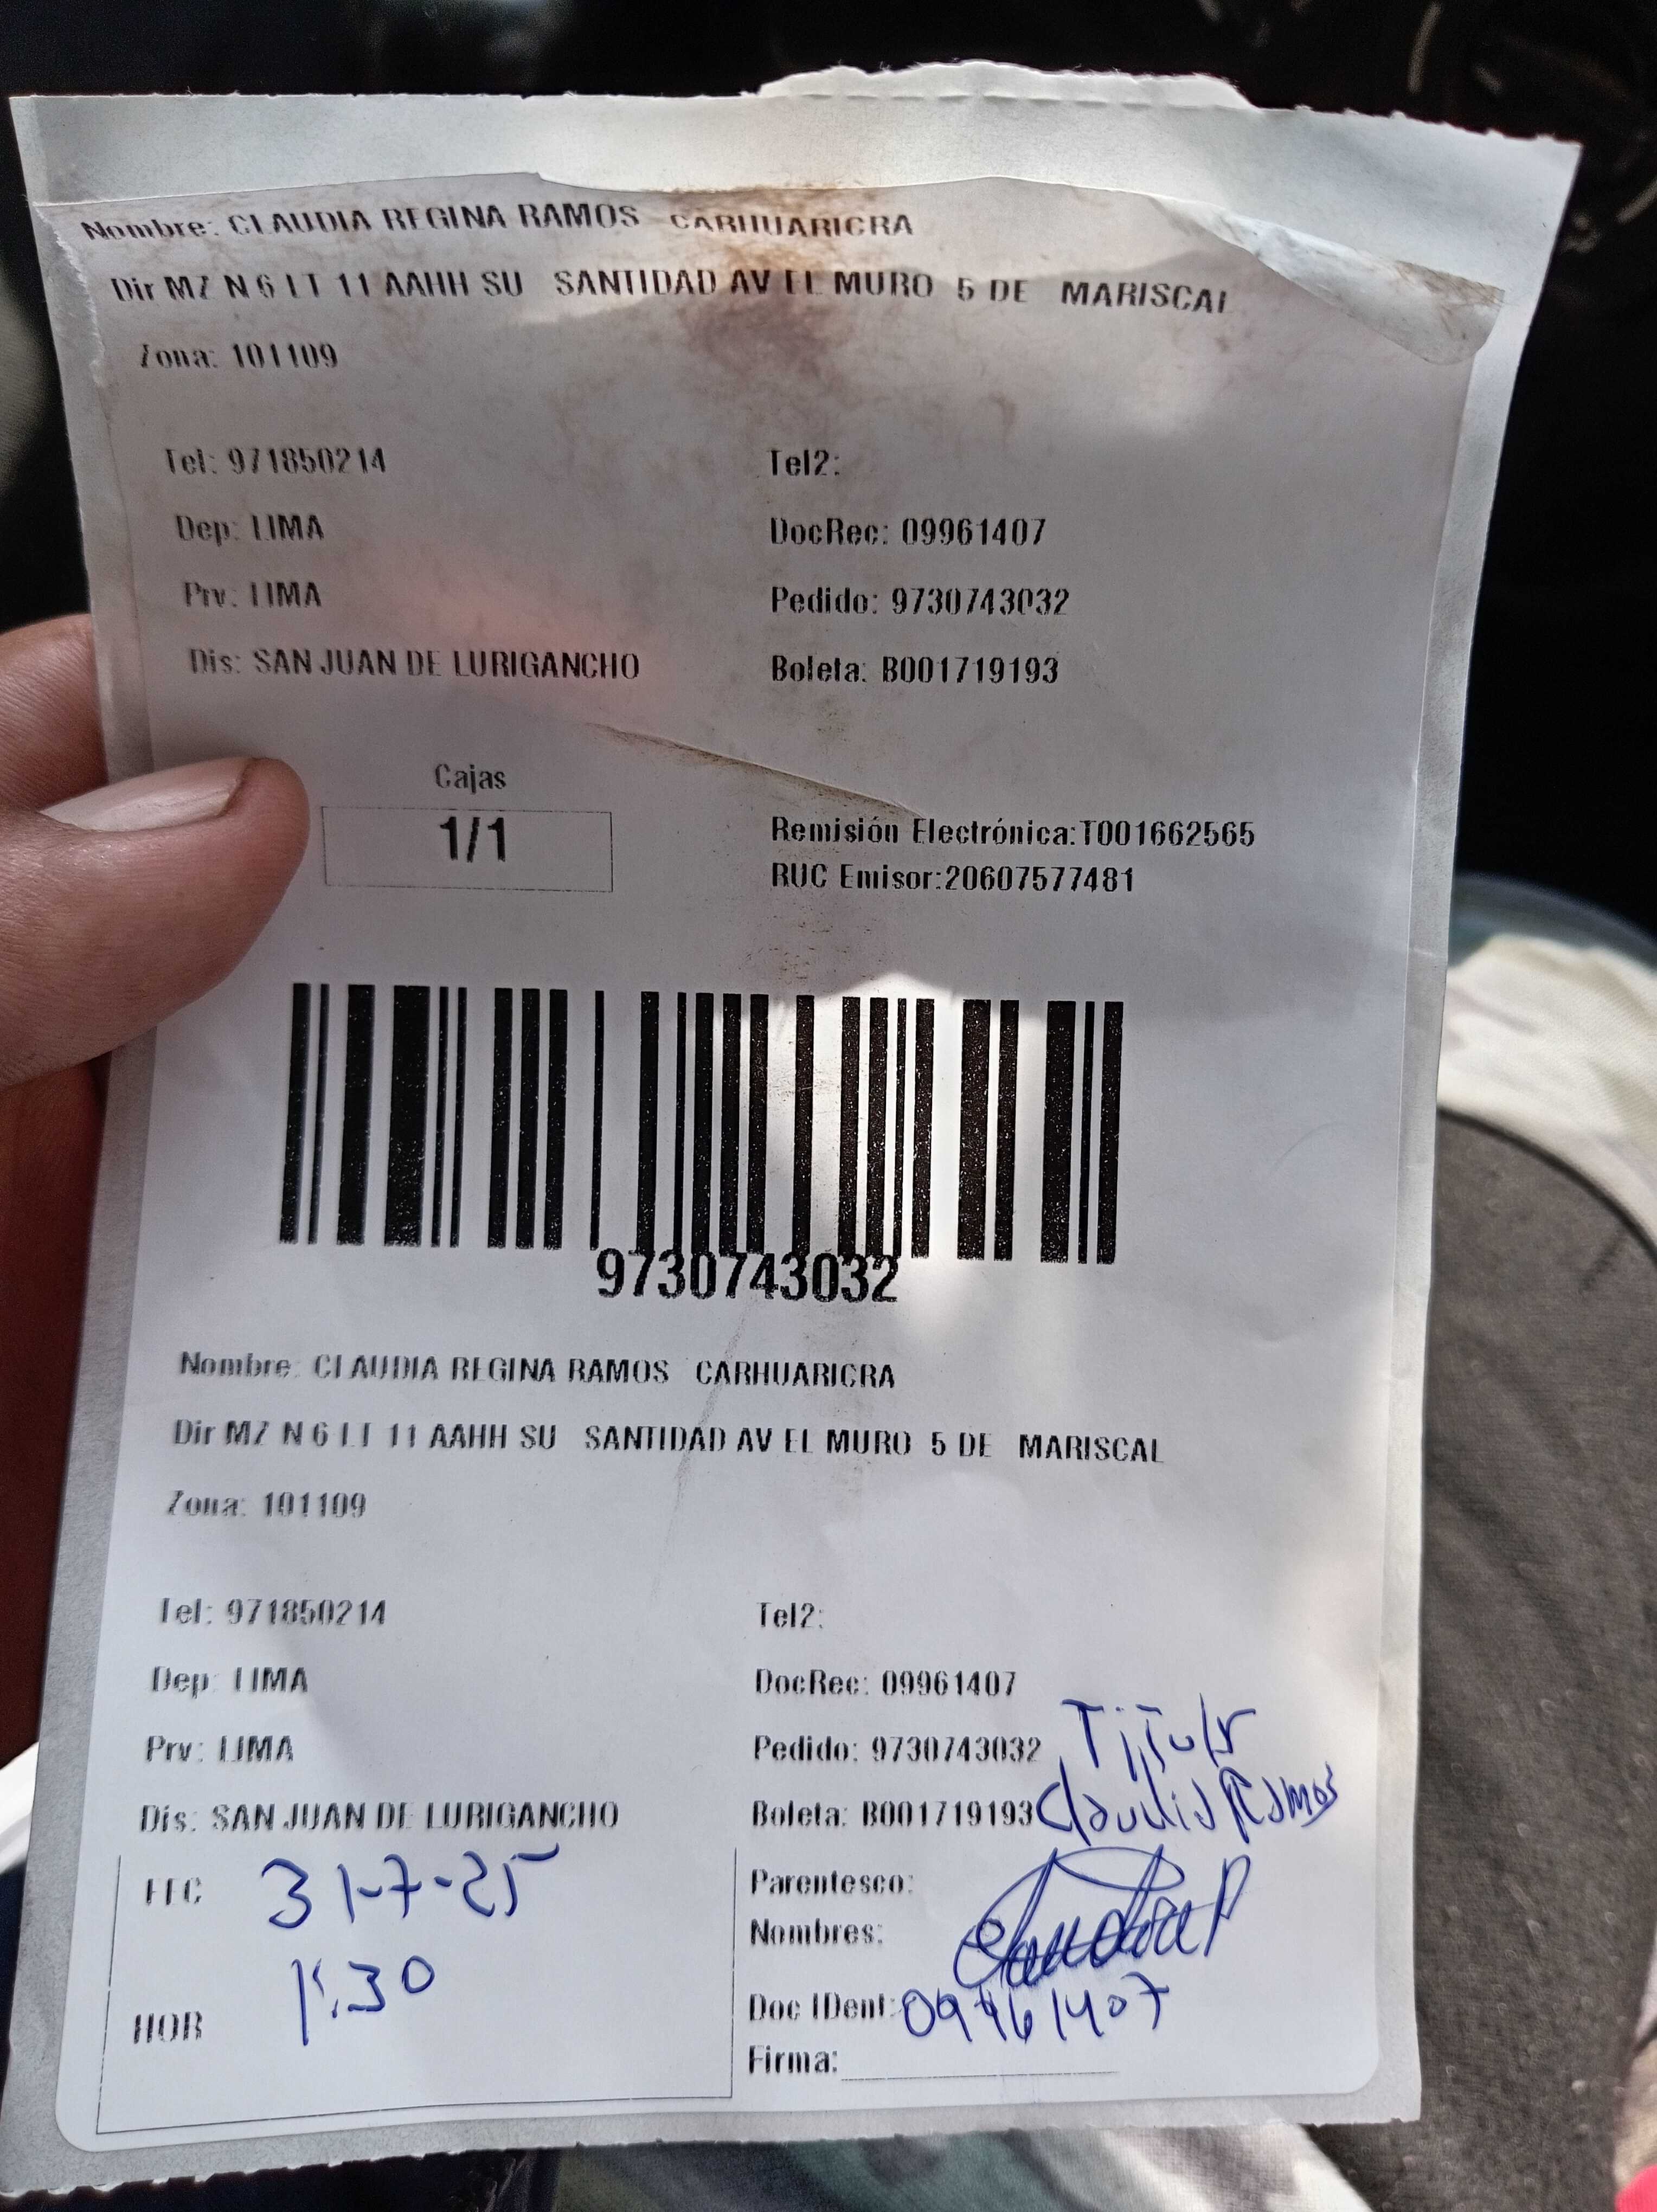 Nombre: CLAUDIA REGINA RAMOS CARHUARICRA
Dir MZ N 6 LT 11 AAHH SU SANTIDAD AV EL MURO 5 DE MARISCAL
Zona: 101109
Tel: 971850214 Tel2:
Dep: LIMA DocRec: 09961407
Prv: LIMA Pedido: 9730743032
Dis: SAN JUAN DE LURIGANCHO Boleta: B001719193
Cajas
1/1
Remisión Electrónica:T001662565
RUC Emisor:20607577481
9730743032
Nombre: CLAUDIA REGINA RAMOS CARHUARICRA
Dir MZ N 6 LT 11 AAHH SU SANTIDAD AV EL MURO 5 DE MARISCAL
Zona: 101109
Tel: 971850214 Tel2:
Dep: LIMA DocRec: 09961407
Prv: LIMA Pedido: 9730743032 Titular
Dis: SAN JUAN DE LURIGANCHO Boleta: B001719193 Claudia Ramos
FEC 31-7-25 Parentesco:
Nombres: Claudia R
HOR 1:30 Doc IDent: 09961407
Firma: